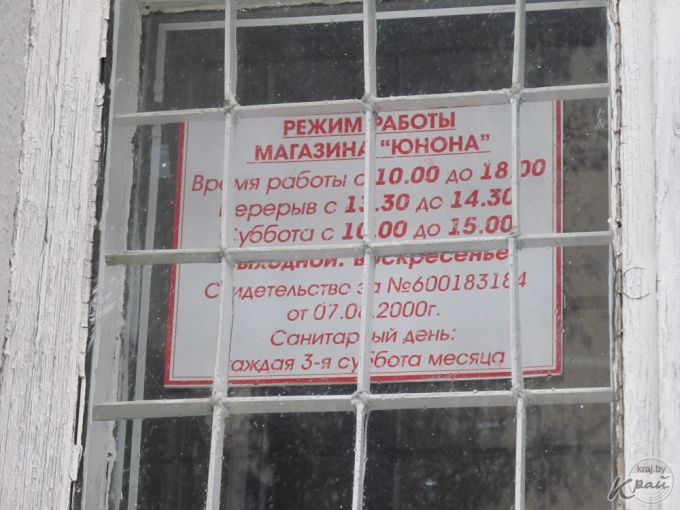 РЕЖИМ РАБОТЫ
МАГАЗИНА "ЮНОНА"
Время работы с 10.00 до 18.00
Перерыв с 13.30 до 14.30
Суббота с 10.00 до 15.00
Выходной: воскресенье
Свидетельство за №600183184
от 07.08.2000г.
Санитарный день:
каждая 3-я суббота месяца
kraj.by
Край